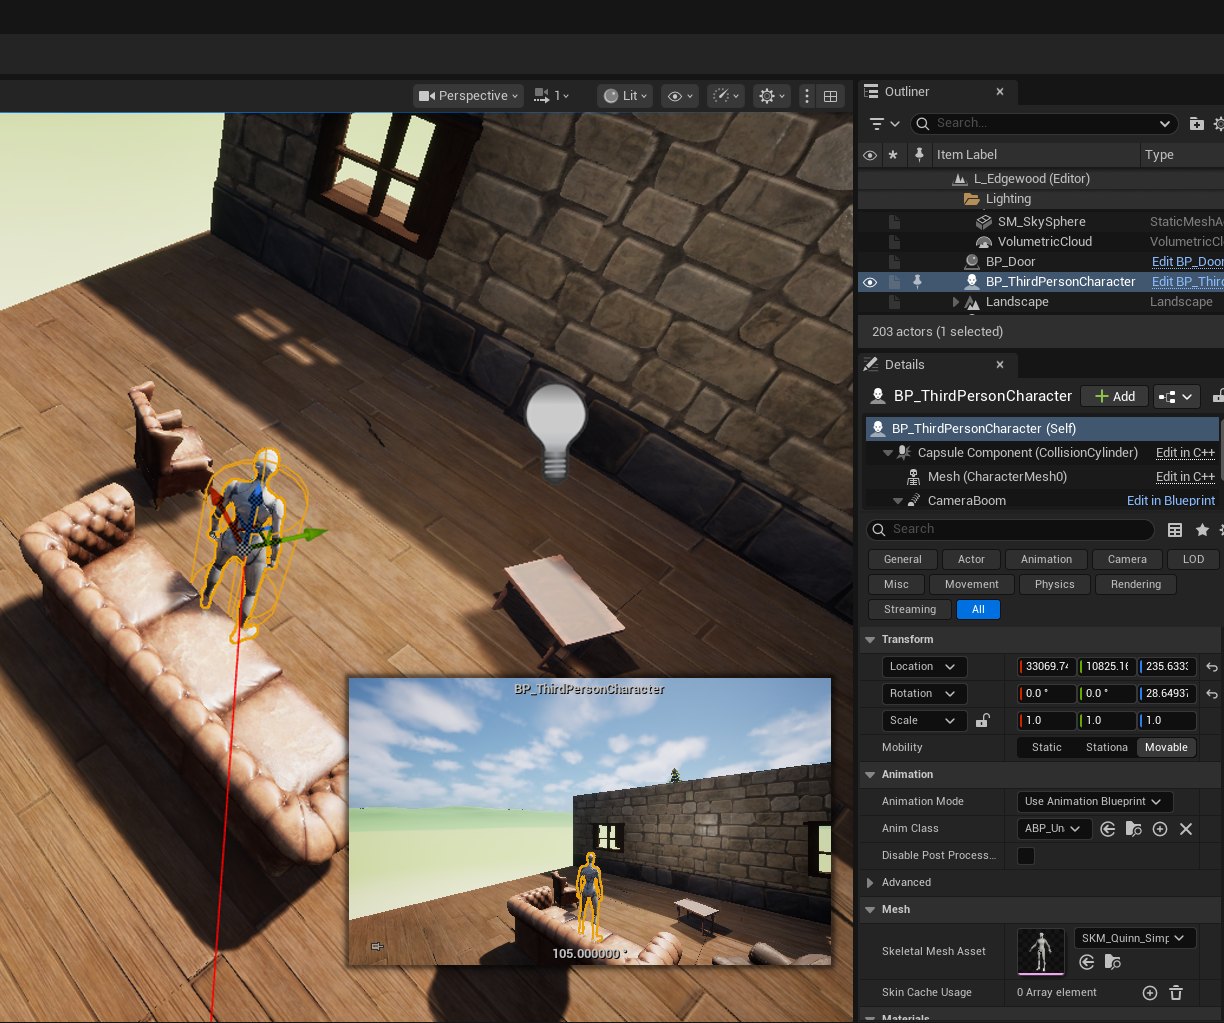 Perspective
1
Lit
Outliner
Search...
Item Label Type
L_Edgewood (Editor)
Lighting
SM_SkySphere StaticMeshA
VolumetricCloud VolumetricCl
BP_Door Edit BP_Door
BP_ThirdPersonCharacter Edit BP_Thir
Landscape Landscape
203 actors (1 selected)
Details
BP_ThirdPersonCharacter Add
BP_ThirdPersonCharacter (Self)
Capsule Component (CollisionCylinder) Edit in C++
Mesh (CharacterMesh0) Edit in C++
CameraBoom Edit in Blueprint
Search
General Actor Animation Camera LOD
Misc Movement Physics Rendering
Streaming All
Transform
Location 33069.74 10825.16 235.6333
Rotation 0.0 ° 0.0 ° 28.64937
Scale 1.0 1.0 1.0
Mobility Static Stationa Movable
Animation
Animation Mode Use Animation Blueprint
Anim Class ABP_Un
Disable Post Process...
Advanced
Mesh
Skeletal Mesh Asset SKM_Quinn_Simp
Skin Cache Usage 0 Array element
Materials
BP_ThirdPersonCharacter
105.000000 °